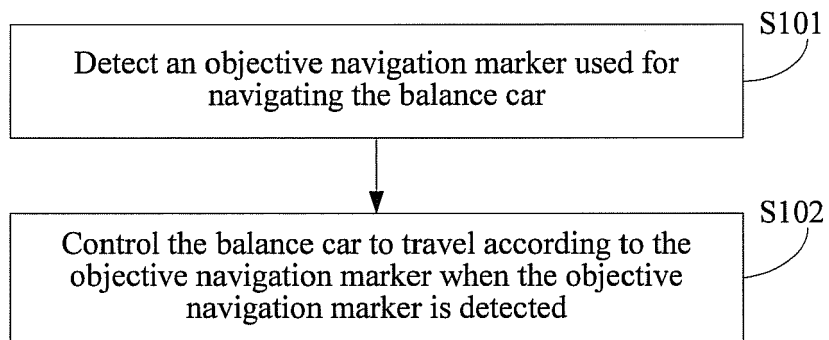 S101
Detect an objective navigation marker used for
navigating the balance car
S102
Control the balance car to travel according to the
objective navigation marker when the objective
navigation marker is detected